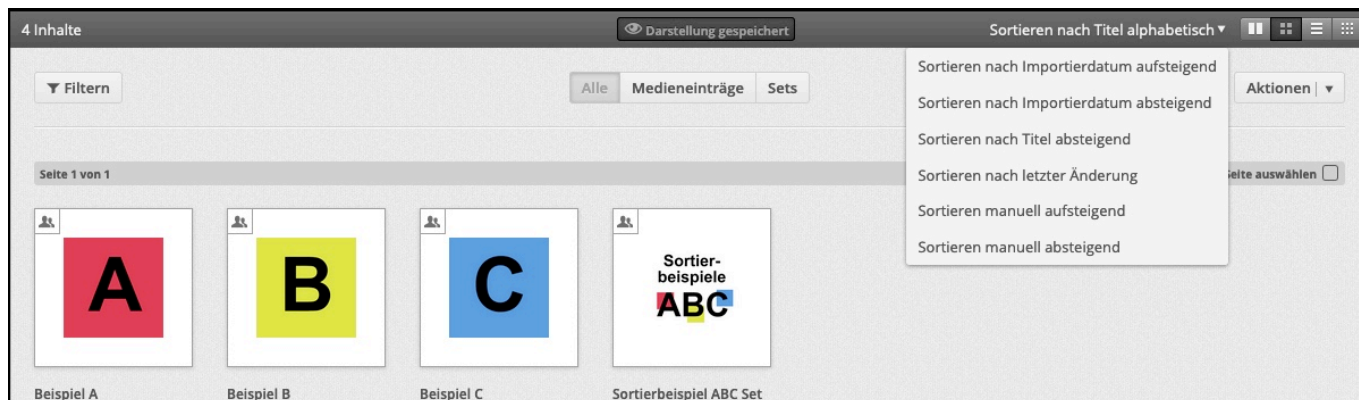 4 Inhalte
Darstellung gespeichert
Sortieren nach Titel alphabetisch
Sortieren nach Importierdatum aufsteigend
Sortieren nach Importierdatum absteigend
Sortieren nach Titel absteigend
Sortieren nach letzter Änderung
Sortieren manuell aufsteigend
Sortieren manuell absteigend
Filtern
Alle Medieneinträge Sets
Aktionen
Seite 1 von 1
Seite auswählen
A
B
C
Sortier-
beispiele
ABC
Beispiel A
Beispiel B
Beispiel C
Sortierbeispiel ABC Set